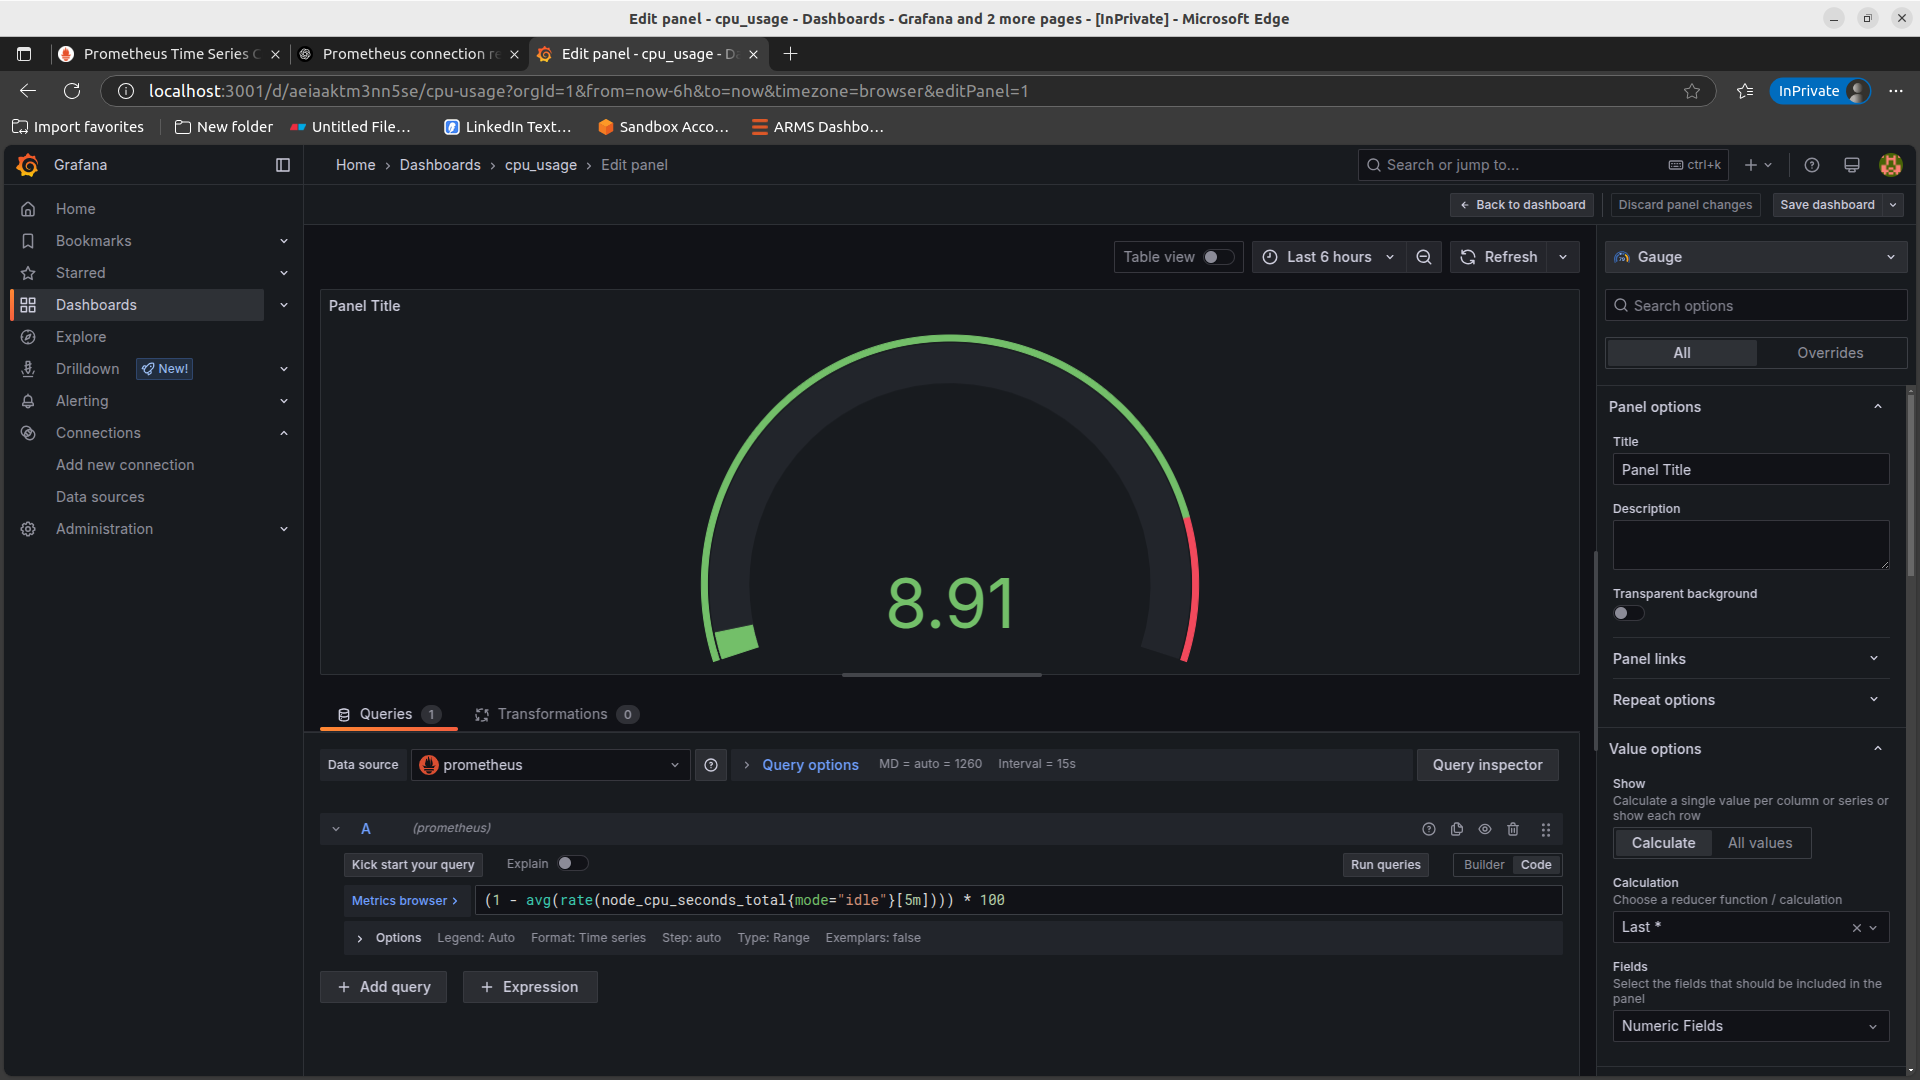 Edit panel - cpu_usage - Dashboards - Grafana and 2 more pages - [InPrivate] - Microsoft Edge
Prometheus Time Series C
Prometheus connection re
Edit panel - cpu_usage - Da
localhost:3001/d/aeiaaktm3nn5se/cpu-usage?orgId=1&from=now-6h&to=now&timezone=browser&editPanel=1
InPrivate
Import favorites
New folder
Untitled File...
LinkedIn Text...
Sandbox Acco...
ARMS Dashbo...
Grafana
Home › Dashboards › cpu_usage › Edit panel
Search or jump to...
ctrl+k
Back to dashboard
Discard panel changes
Save dashboard
Home
Bookmarks
Starred
Dashboards
Explore
Drilldown
New!
Alerting
Connections
Add new connection
Data sources
Administration
Table view
Last 6 hours
Refresh
Panel Title
8.91
Queries 1
Transformations 0
Data source
prometheus
Query options
MD = auto = 1260
Interval = 15s
Query inspector
A
(prometheus)
Kick start your query
Explain
Run queries
Builder
Code
Metrics browser >
(1 - avg(rate(node_cpu_seconds_total{mode="idle"}[5m]))) * 100
Options
Legend: Auto
Format: Time series
Step: auto
Type: Range
Exemplars: false
+ Add query
+ Expression
Gauge
Search options
All
Overrides
Panel options
Title
Panel Title
Description
Transparent background
Panel links
Repeat options
Value options
Show
Calculate a single value per column or series or
show each row
Calculate
All values
Calculation
Choose a reducer function / calculation
Last *
Fields
Select the fields that should be included in the
panel
Numeric Fields